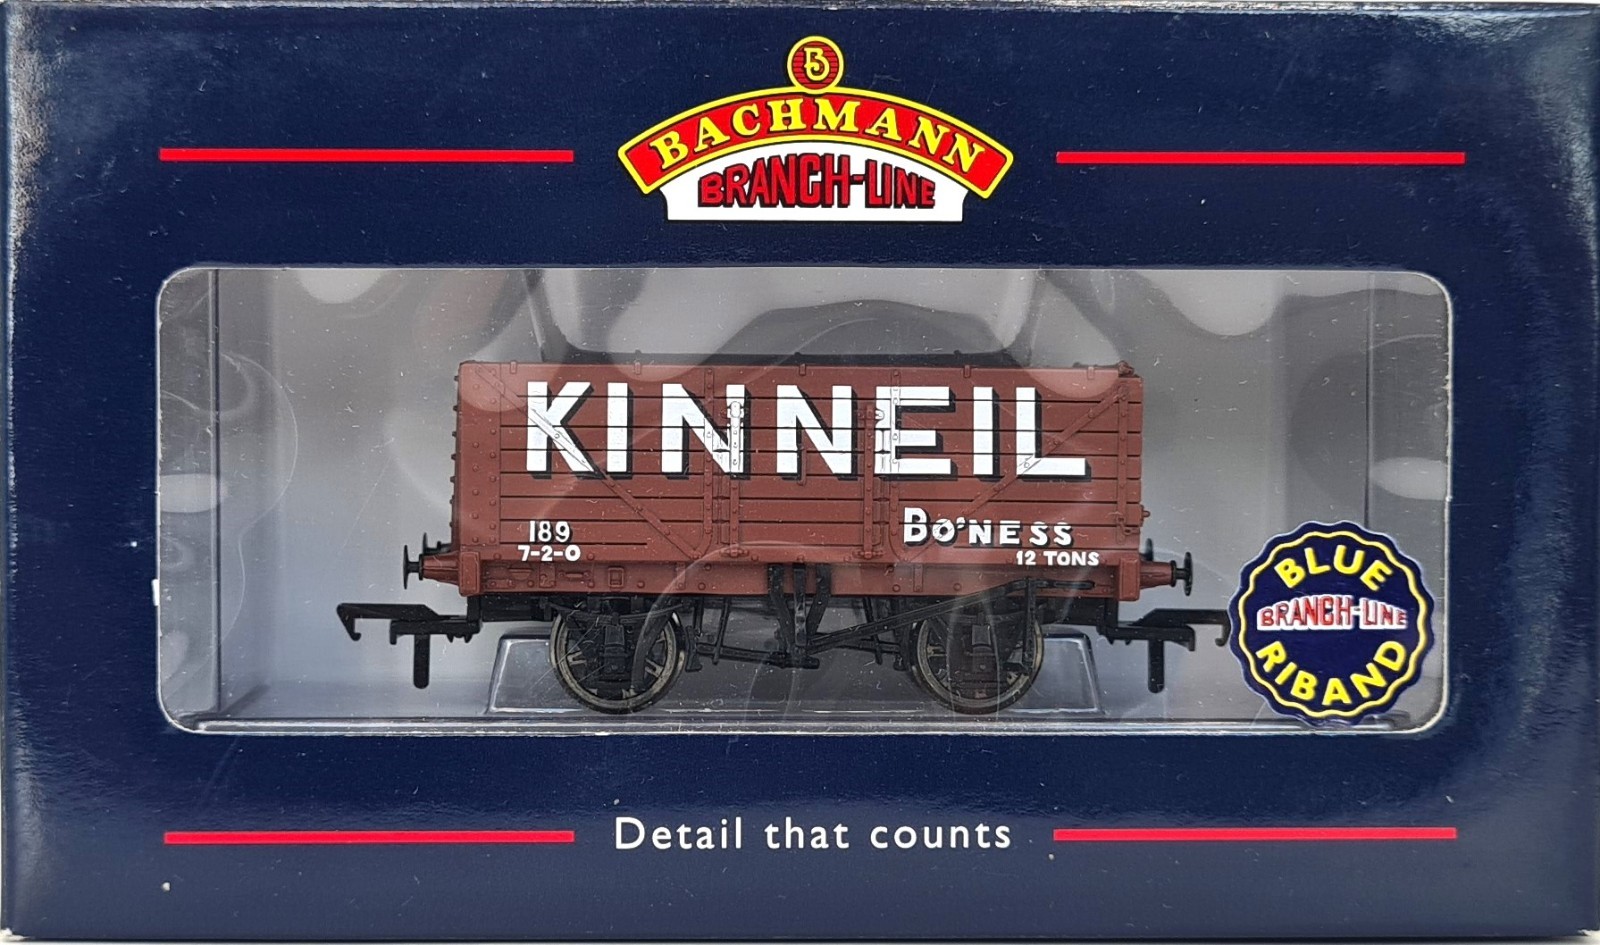 B
BACHMANN
BRANCH-LINE
KINNEIL
189
7-2-0
BO'NESS
12 TONS
BLUE
BRANCH-LINE
RIBAND
Detail that counts